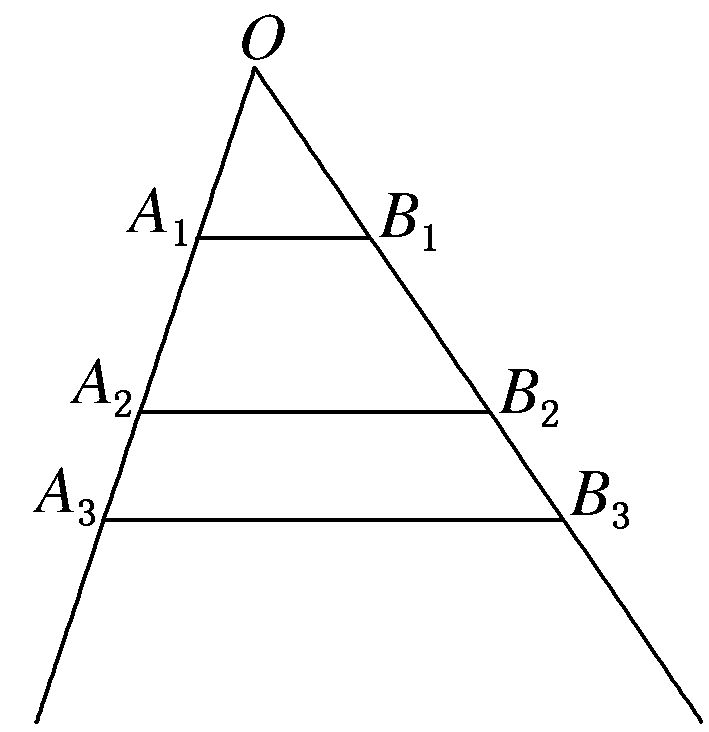 O
A₁ B₁
A₂ B₂
A₃ B₃